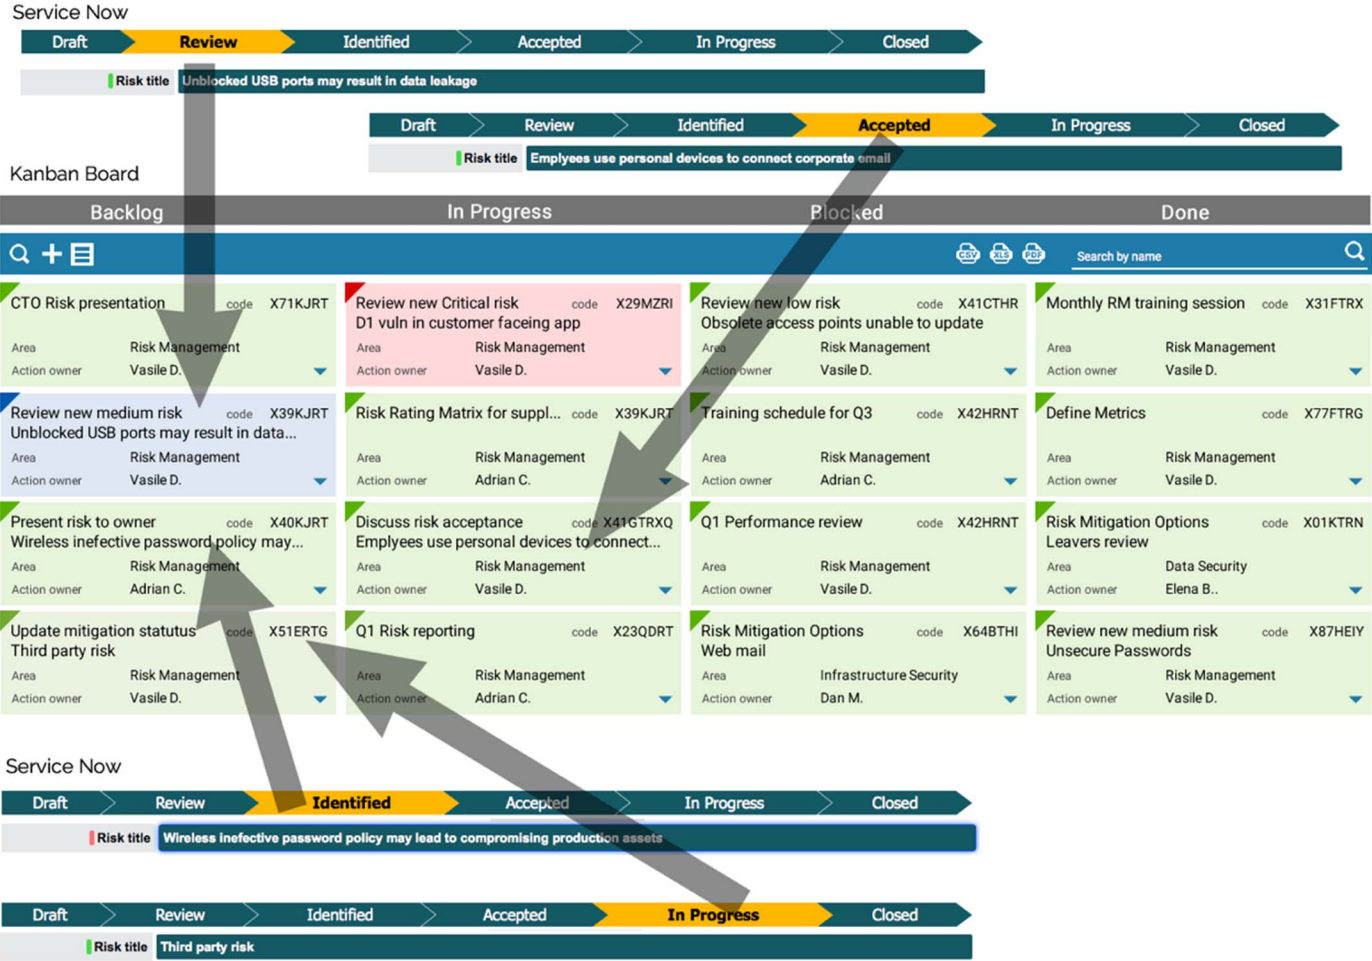 Service Now
Draft Review Identified Accepted In Progress Closed
Risk title Unblocked USB ports may result in data leakage
Draft Review Identified Accepted In Progress Closed
Risk title Emplyees use personal devices to connect corporate email
Kanban Board
Backlog In Progress Blocked Done
CSV XLS PDF Search by name
CTO Risk presentation code X71KJRT
Area Risk Management
Action owner Vasile D.
Review new Critical risk code X29MZRI
D1 vuln in customer faceing app
Area Risk Management
Action owner Vasile D.
Review new low risk code X41CTHR
Obsolete access points unable to update
Area Risk Management
Action owner Vasile D.
Monthly RM training session code X31FTRX
Area Risk Management
Action owner Vasile D.
Review new medium risk code X39KJRT
Unblocked USB ports may result in data...
Area Risk Management
Action owner Vasile D.
Risk Rating Matrix for suppl... code X39KJRT
Area Risk Management
Action owner Adrian C.
Training schedule for Q3 code X42HRNT
Area Risk Management
Action owner Adrian C.
Define Metrics code X77FTRG
Area Risk Management
Action owner Vasile D.
Present risk to owner code X40KJRT
Wireless inefective password policy may...
Area Risk Management
Action owner Adrian C.
Discuss risk acceptance code X41GTRXQ
Emplyees use personal devices to connect...
Area Risk Management
Action owner Vasile D.
Q1 Performance review code X42HRNT
Area Risk Management
Action owner Vasile D.
Risk Mitigation Options code X01KTRN
Leavers review
Area Data Security
Action owner Elena B..
Update mitigation statutus code X51ERTG
Third party risk
Area Risk Management
Action owner Vasile D.
Q1 Risk reporting code X23QDRT
Area Risk Management
Action owner Adrian C.
Risk Mitigation Options code X64BTHI
Web mail
Area Infrastructure Security
Action owner Dan M.
Review new medium risk code X87HEIY
Unsecure Passwords
Area Risk Management
Action owner Vasile D.
Service Now
Draft Review Identified Accepted In Progress Closed
Risk title Wireless inefective password policy may lead to compromising production assets
Draft Review Identified Accepted In Progress Closed
Risk title Third party risk